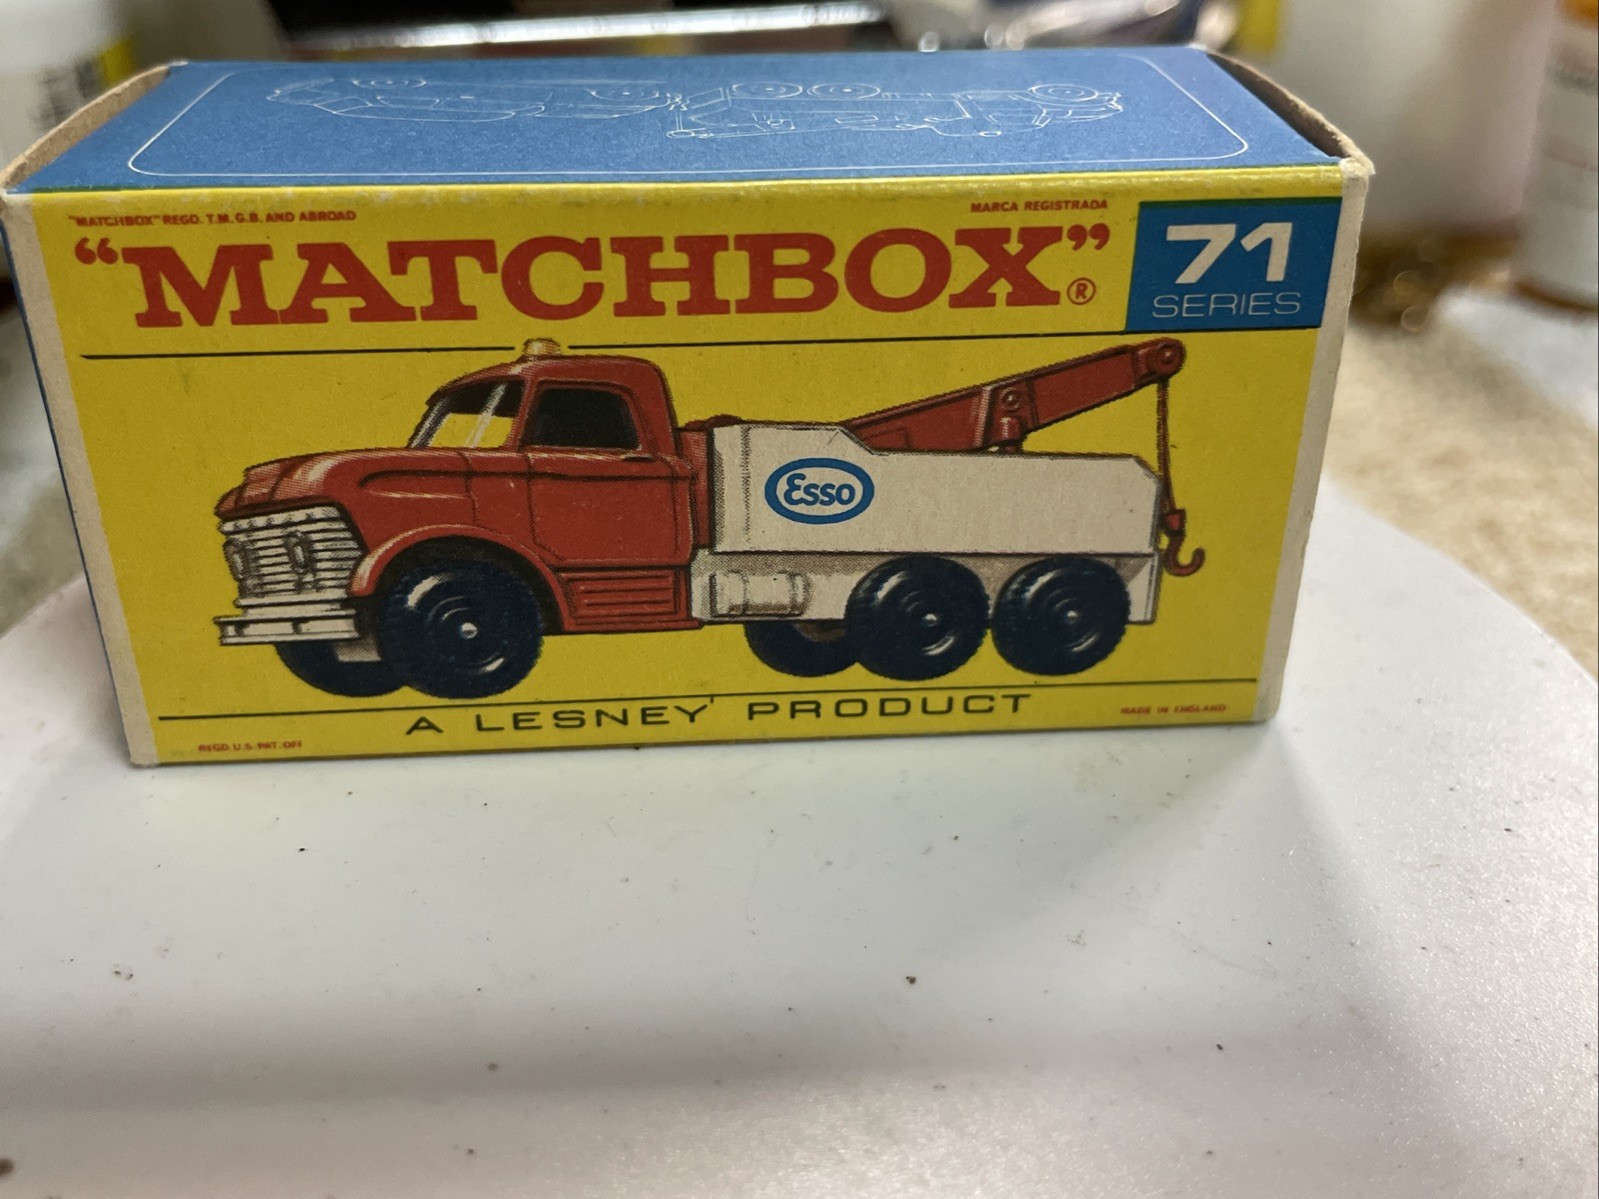 "MATCHBOX" REGD. T.M. G.B. AND ABROAD
MARCA REGISTRADA
"MATCHBOX"®
71
SERIES
Esso
A LESNEY PRODUCT
MADE IN ENGLAND
REGD U.S. PAT. OFF